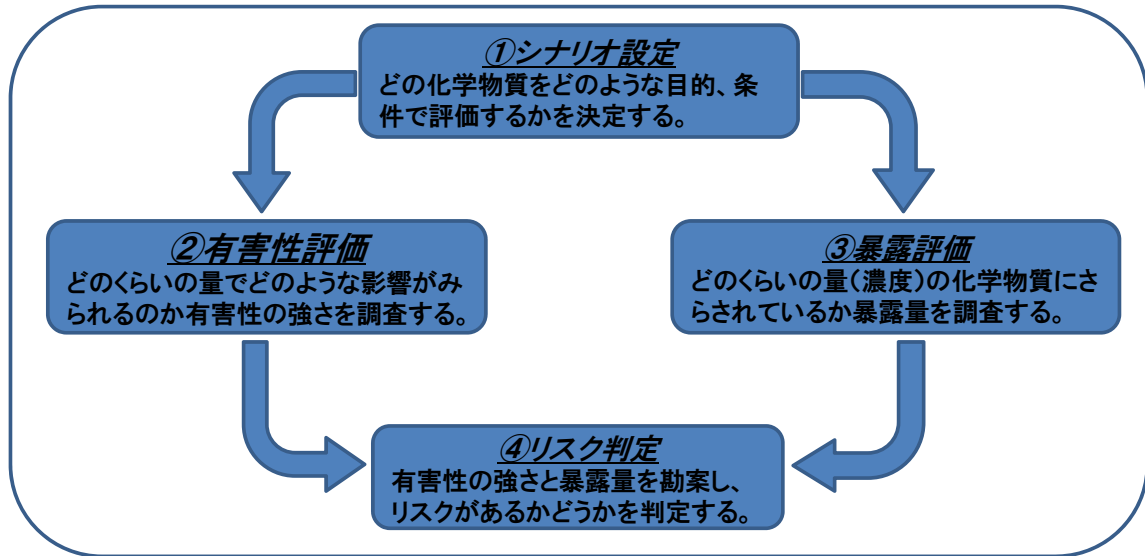 ①シナリオ設定
どの化学物質をどのような目的、条
件で評価するかを決定する。
②有害性評価
どのくらいの量でどのような影響がみ
られるのか有害性の強さを調査する。
③暴露評価
どのくらいの量(濃度)の化学物質にさ
らされているか暴露量を調査する。
④リスク判定
有害性の強さと暴露量を勘案し、
リスクがあるかどうかを判定する。